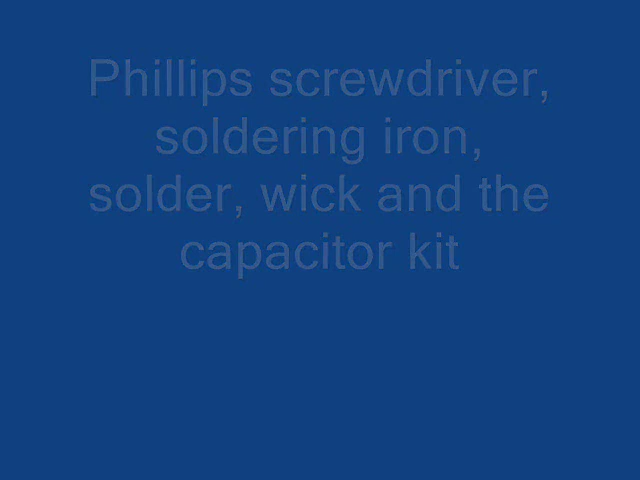 Phillips screwdriver,
soldering iron,
solder, wick and the
capacitor kit